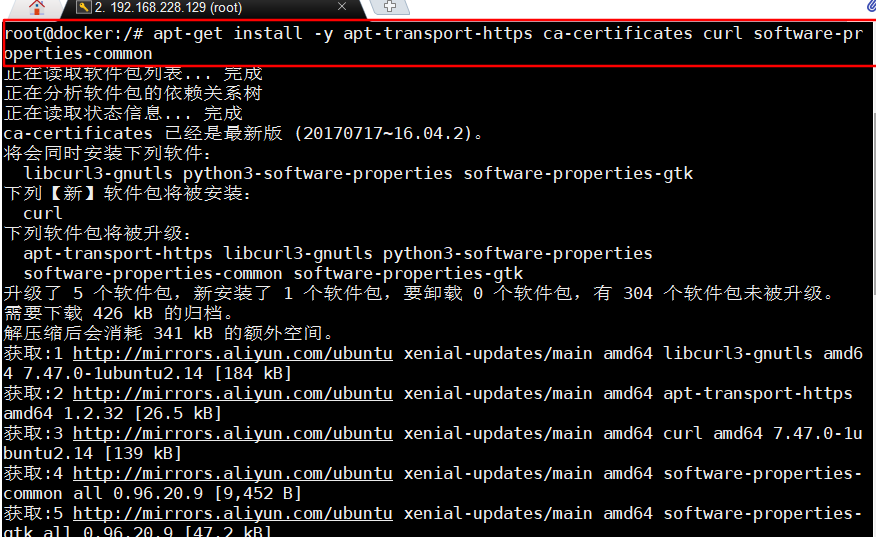 2. 192.168.228.129 (root)
root@docker:/# apt-get install -y apt-transport-https ca-certificates curl software-pr
operties-common
正在读取软件包列表... 完成
正在分析软件包的依赖关系树
正在读取状态信息... 完成
ca-certificates 已经是最新版 (20170717~16.04.2)。
将会同时安装下列软件：
libcurl3-gnutls python3-software-properties software-properties-gtk
下列【新】软件包将被安装：
curl
下列软件包将被升级：
apt-transport-https libcurl3-gnutls python3-software-properties
software-properties-common software-properties-gtk
升级了 5 个软件包，新安装了 1 个软件包，要卸载 0 个软件包，有 304 个软件包未被升级。
需要下载 426 kB 的归档。
解压缩后会消耗 341 kB 的额外空间。
获取:1 http://mirrors.aliyun.com/ubuntu xenial-updates/main amd64 libcurl3-gnutls amd6
4 7.47.0-1ubuntu2.14 [184 kB]
获取:2 http://mirrors.aliyun.com/ubuntu xenial-updates/main amd64 apt-transport-https
amd64 1.2.32 [26.5 kB]
获取:3 http://mirrors.aliyun.com/ubuntu xenial-updates/main amd64 curl amd64 7.47.0-1u
buntu2.14 [139 kB]
获取:4 http://mirrors.aliyun.com/ubuntu xenial-updates/main amd64 software-properties-
common all 0.96.20.9 [9,452 B]
获取:5 http://mirrors.aliyun.com/ubuntu xenial-updates/main amd64 software-properties-
gtk all 0.96.20.9 [47.2 kB]